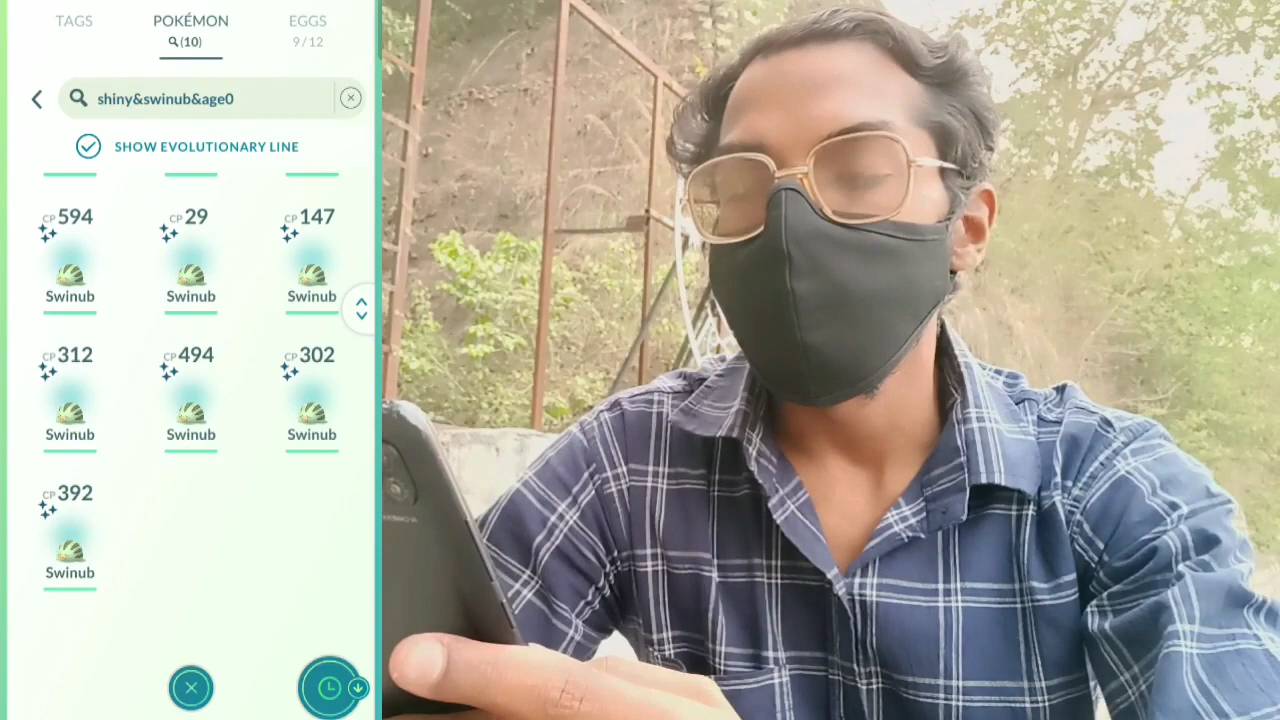 TAGS POKÉMON EGGS
(10) 9 / 12
shiny&swinub&age0
SHOW EVOLUTIONARY LINE
CP594 CP29 CP147
Swinub Swinub Swinub
CP312 CP494 CP302
Swinub Swinub Swinub
CP392
Swinub